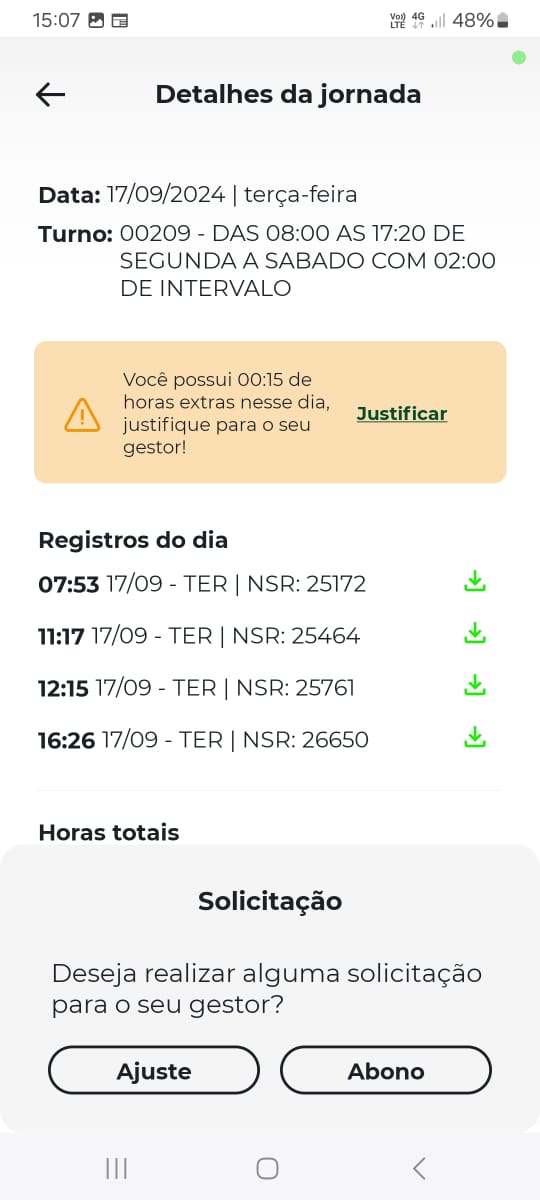 15:07 Vo)) LTE 4G 48%
Detalhes da jornada
Data: 17/09/2024 | terça-feira
Turno: 00209 - DAS 08:00 AS 17:20 DE
SEGUNDA A SABADO COM 02:00
DE INTERVALO
Você possui 00:15 de
horas extras nesse dia,
justifique para o seu
gestor!
Justificar
Registros do dia
07:53 17/09 - TER | NSR: 25172
11:17 17/09 - TER | NSR: 25464
12:15 17/09 - TER | NSR: 25761
16:26 17/09 - TER | NSR: 26650
Horas totais
Solicitação
Deseja realizar alguma solicitação
para o seu gestor?
Ajuste
Abono